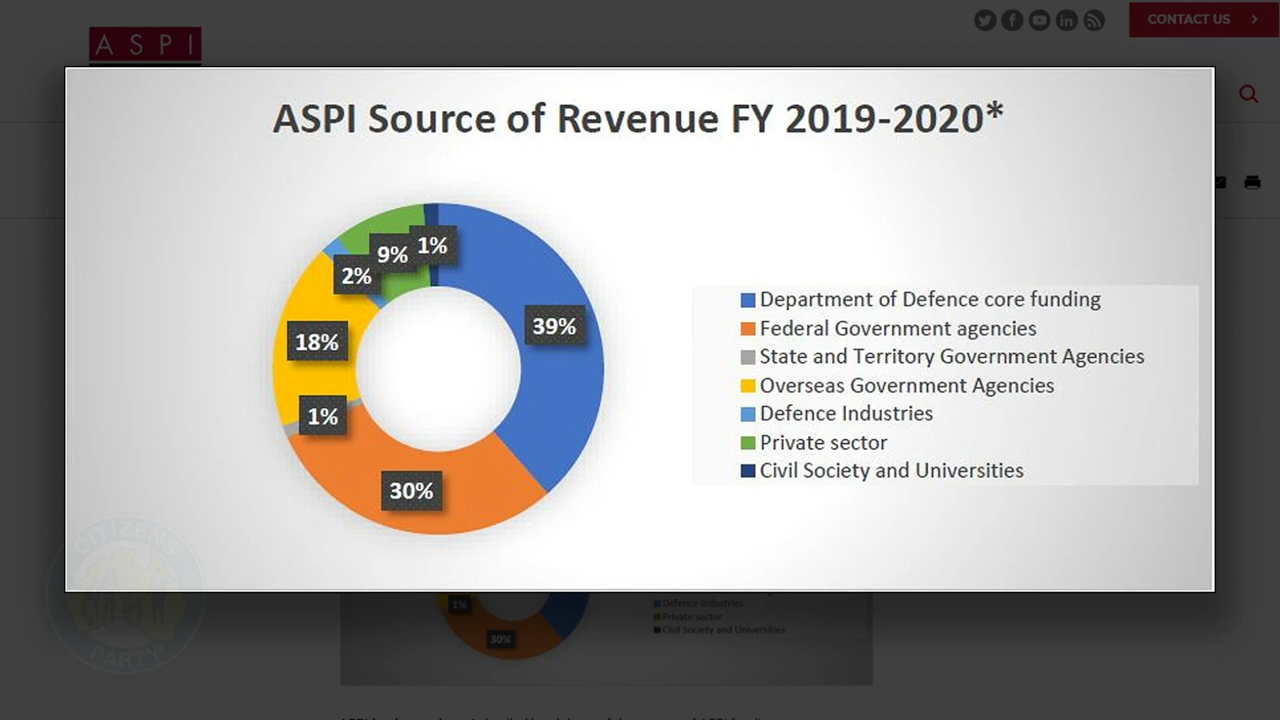 ASPI
CONTACT US >
ASPI Source of Revenue FY 2019-2020*
1%
9%
2%
39%
18%
1%
30%
Department of Defence core funding
Federal Government agencies
State and Territory Government Agencies
Overseas Government Agencies
Defence Industries
Private sector
Civil Society and Universities
CITIZENS
PARTY
1%
30%
Defence Industries
Private sector
Civil Society and Universities